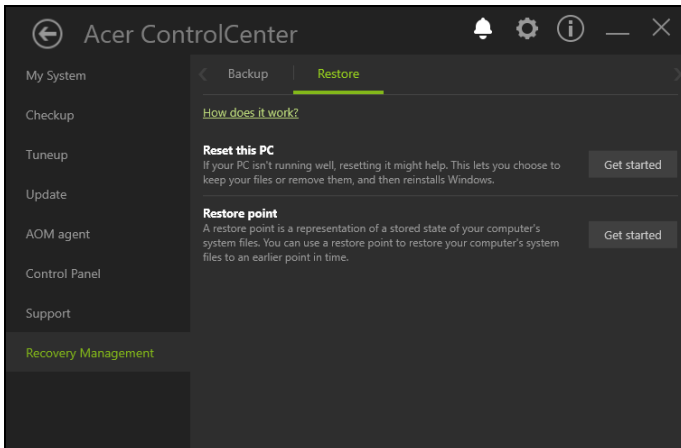 Acer ControlCenter
My System
Checkup
Tuneup
Update
AOM agent
Control Panel
Support
Recovery Management
Backup
Restore
How does it work?
Reset this PC
If your PC isn't running well, resetting it might help. This lets you choose to
keep your files or remove them, and then reinstalls Windows.
Get started
Restore point
A restore point is a representation of a stored state of your computer's
system files. You can use a restore point to restore your computer's system
files to an earlier point in time.
Get started